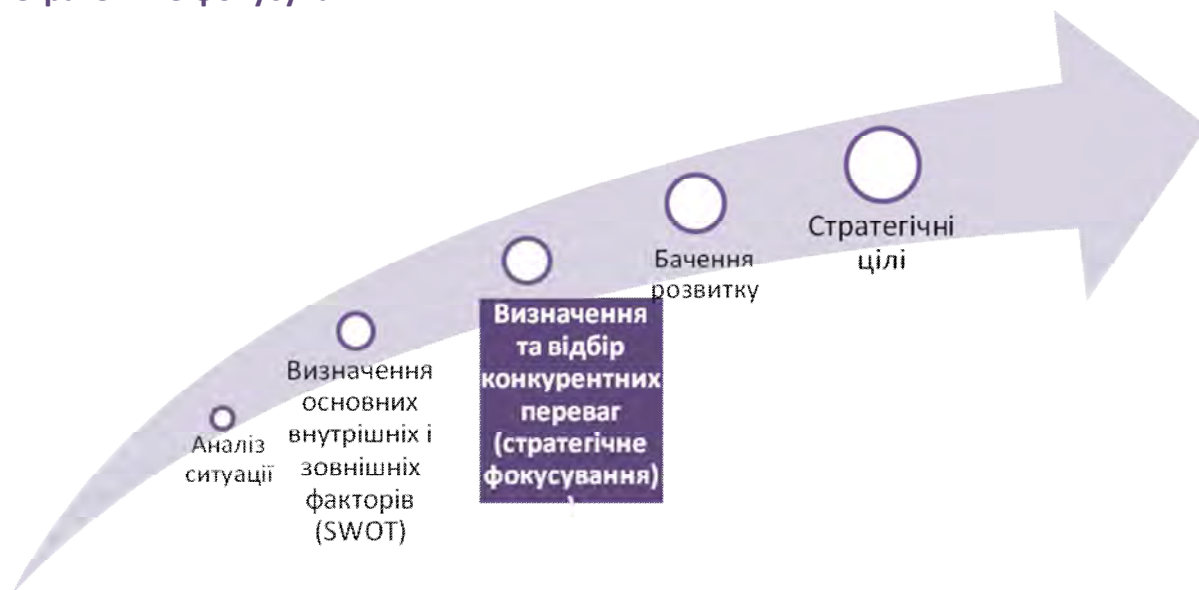 Аналіз
ситуації
Визначення
основних
внутрішніх і
зовнішніх
факторів
(SWOT)
Визначення
та відбір
конкурентних
переваг
(стратегічне
фокусування)
)
Бачення
розвитку
Стратегічні
цілі